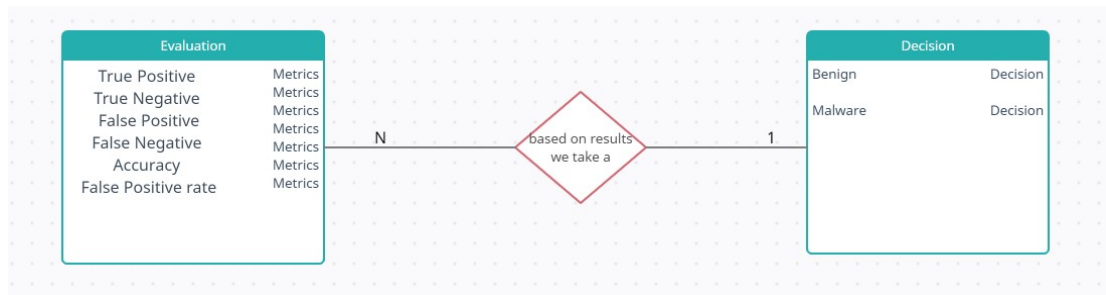 Evaluation
True Positive Metrics
True Negative Metrics
False Positive Metrics
False Negative Metrics
Accuracy Metrics
Metrics
False Positive rate Metrics
N
based on results
we take a
1
Decision
Benign Decision
Malware Decision